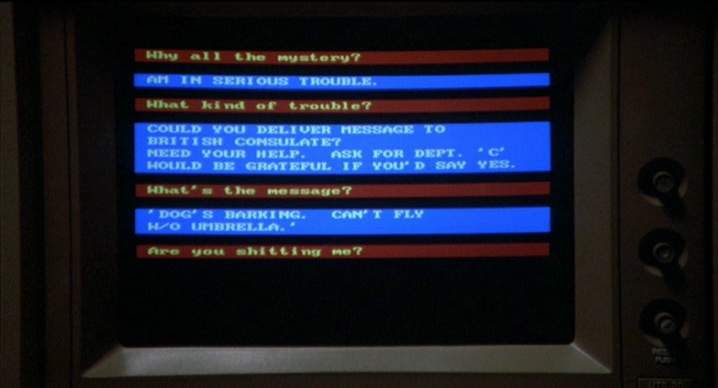 Why all the mystery?
AM IN SERIOUS TROUBLE.
What kind of trouble?
COULD YOU DELIVER MESSAGE TO
BRITISH CONSULATE?
NEED YOUR HELP. ASK FOR DEPT. 'C'
WOULD BE GRATEFUL IF YOU'D SAY YES.
What's the message?
'DOG'S BARKING. CAN'T FLY
W/O UMBRELLA.'
Are you shitting me?